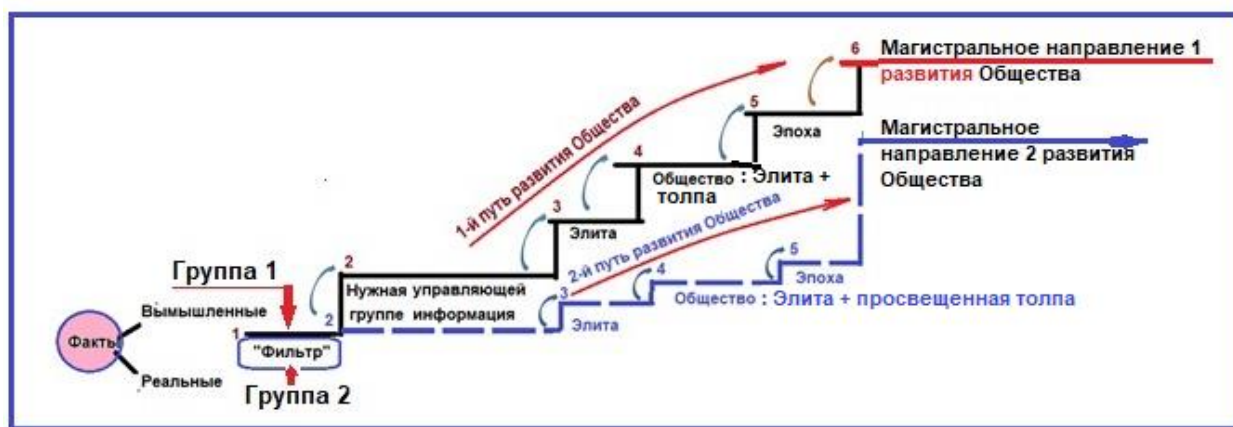 6 Магистральное направление 1
развития Общества
5
Эпоха
Магистральное
направление 2 развития
Общества
1-й путь развития Общества
4
Общество : Элита +
толпа
3
Элита
2-й путь развития Общества
5
Эпоха
4
Общество : Элита + просвещенная толпа
Группа 1
2
Нужная управляющей
группе информация
3
Элита
Вымышленные
Факты
Реальные
1
2
"Фильтр"
Группа 2